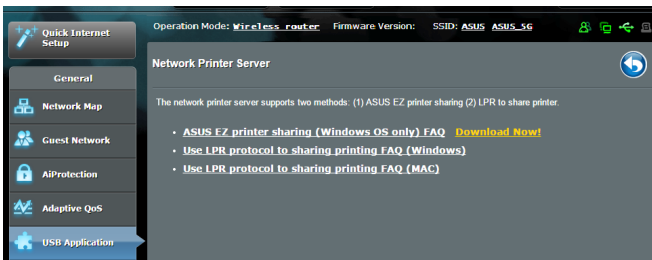 Quick Internet
Setup
Operation Mode: Wireless router Firmware Version: SSID: ASUS ASUS_5G
Network Printer Server
General
The network printer server supports two methods: (1) ASUS EZ printer sharing (2) LPR to share printer.
Network Map
• ASUS EZ printer sharing (Windows OS only) FAQ Download Now!
Guest Network
• Use LPR protocol to sharing printing FAQ (Windows)
• Use LPR protocol to sharing printing FAQ (MAC)
AiProtection
Adaptive QoS
USB Application